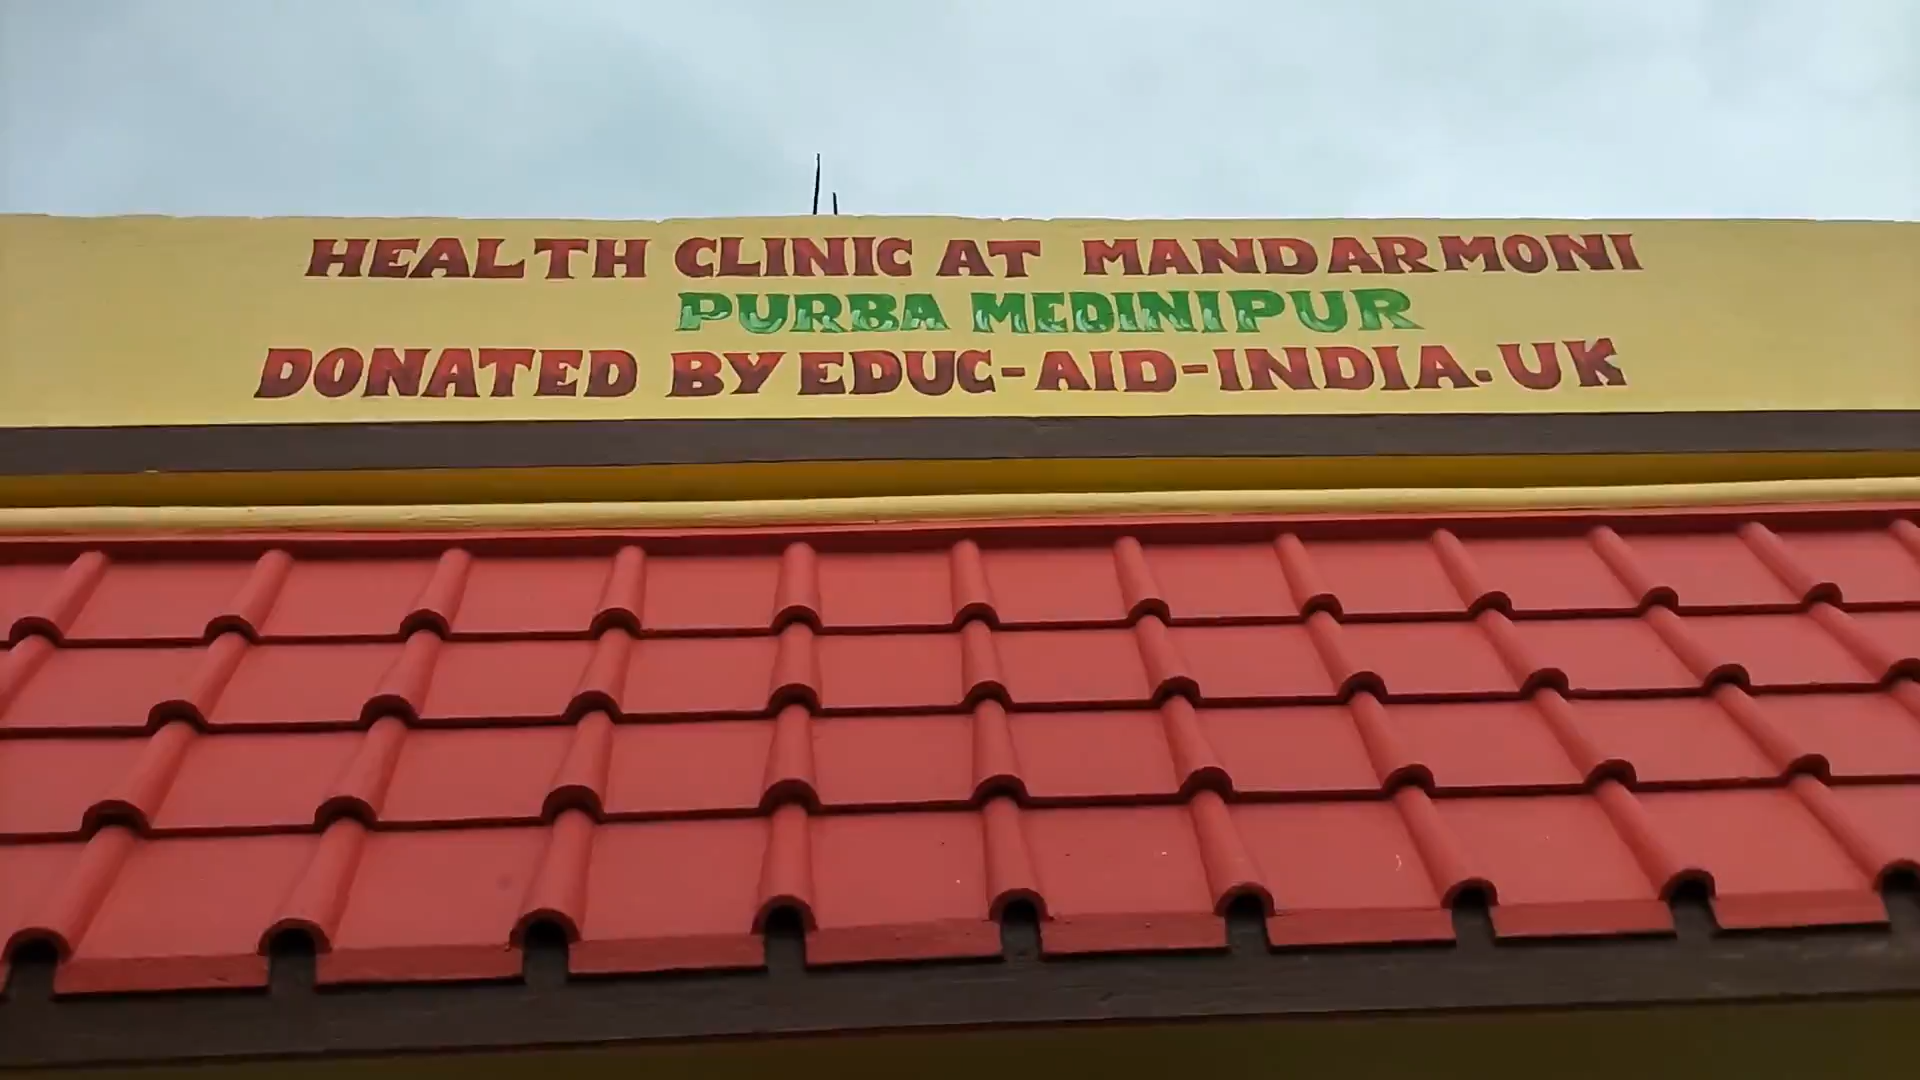 HEALTH CLINIC AT MANDARMONI
PURBA MEDINIPUR
DONATED BY EDUC-AID-INDIA.UK